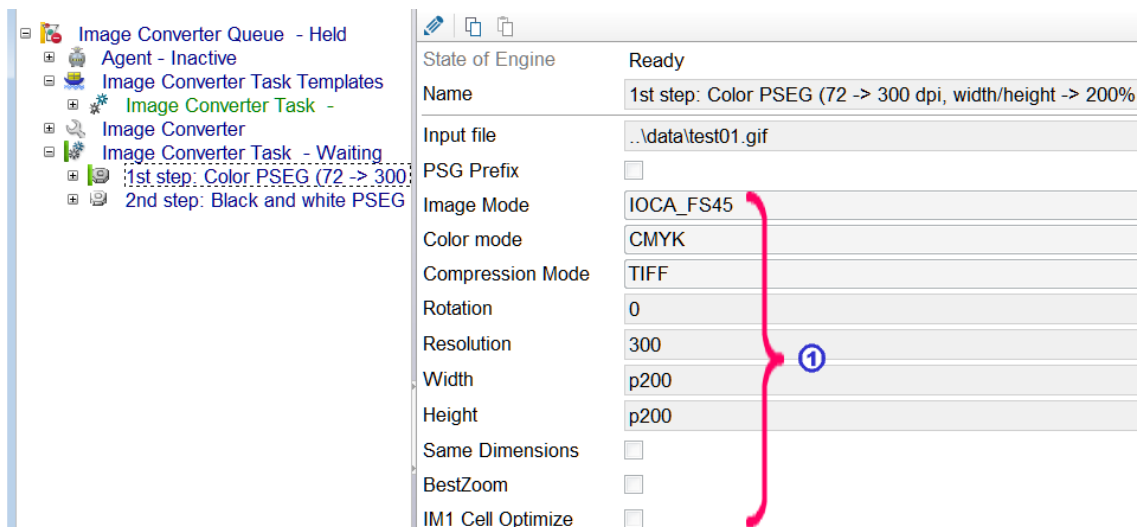 Image Converter Queue - Held
Agent - Inactive
Image Converter Task Templates
Image Converter Task -
Image Converter
Image Converter Task - Waiting
1st step: Color PSEG (72 -> 300
2nd step: Black and white PSEG
State of Engine Ready
Name 1st step: Color PSEG (72 -> 300 dpi, width/height -> 200%
Input file ..\data\test01.gif
PSG Prefix
Image Mode IOCA_FS45
Color mode CMYK
Compression Mode TIFF
Rotation 0
Resolution 300
①
Width p200
Height p200
Same Dimensions
BestZoom
IM1 Cell Optimize